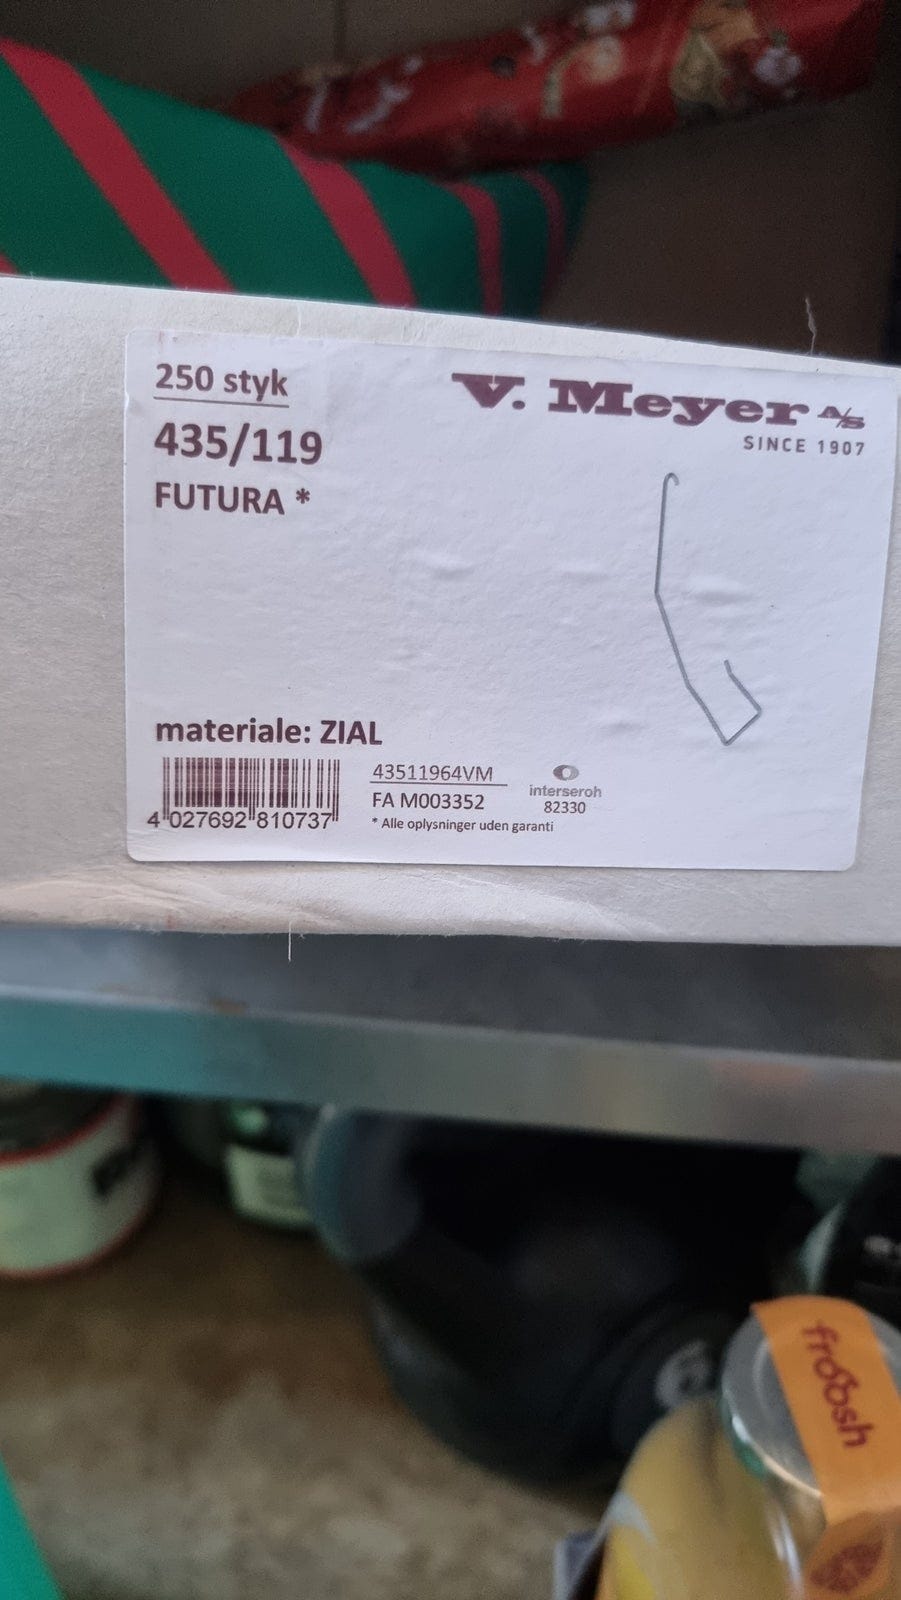 250 styk
V. Meyer A/S
SINCE 1907
435/119
FUTURA *
materiale: ZIAL
4 027692 810737
43511964VM
FA M003352
* Alle oplysninger uden garanti
interseroh
82330
froosh